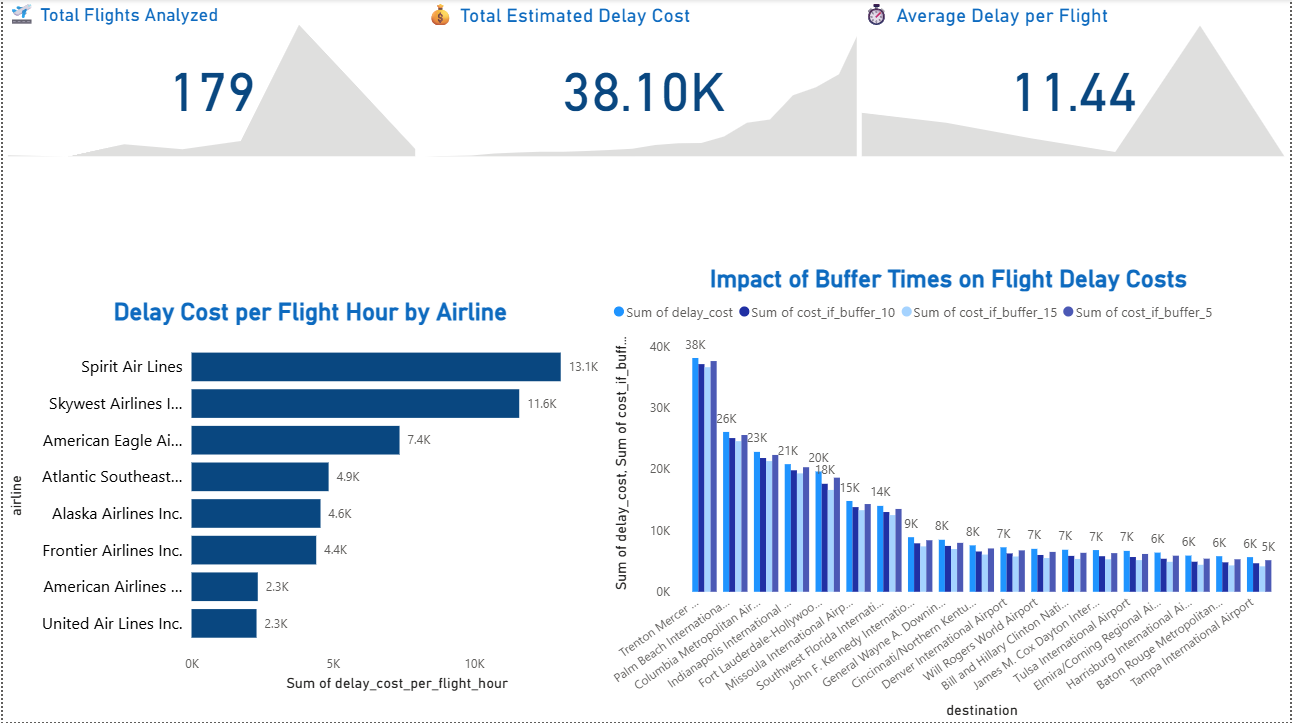 Total Flights Analyzed
179
Total Estimated Delay Cost
38.10K
Average Delay per Flight
11.44
Delay Cost per Flight Hour by Airline
airline
Spirit Air Lines
13.1K
Skywest Airlines I...
11.6K
American Eagle Ai...
7.4K
Atlantic Southeast...
4.9K
Alaska Airlines Inc.
4.6K
Frontier Airlines Inc.
4.4K
American Airlines ...
2.3K
United Air Lines Inc.
2.3K
0K 5K 10K
Sum of delay_cost_per_flight_hour
Impact of Buffer Times on Flight Delay Costs
Sum of delay_cost Sum of cost_if_buffer_10 Sum of cost_if_buffer_15 Sum of cost_if_buffer_5
Sum of delay_cost, Sum of cost_if_buff...
40K
30K
20K
10K
0K
38K 26K 23K 21K 20K 18K 15K 14K 9K 8K 8K 7K 7K 7K 7K 7K 6K 6K 6K 6K 5K
Trenton Mercer ...
Palm Beach Internationa...
Columbia Metropolitan Air...
Indianapolis International ...
Fort Lauderdale-Hollywoo...
Missoula International Airp...
Southwest Florida Internati...
John F. Kennedy Internatio...
General Wayne A. Downin...
Cincinnati/Northern Kentu...
Denver International Airport
Will Rogers World Airport
Bill and Hillary Clinton Nati...
James M. Cox Dayton Inter...
Tulsa International Airport
Elmira/Corning Regional Ai...
Harrisburg International Ai...
Baton Rouge Metropolitan...
Tampa International Airport
destination